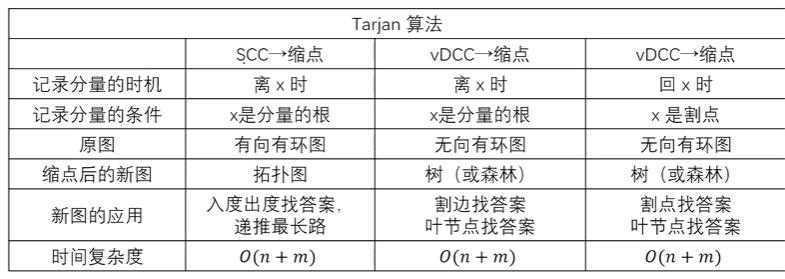 Tarjan 算法
SCC→缩点 vDCC→缩点 vDCC→缩点
记录分量的时机 离 x 时 离 x 时 回 x 时
记录分量的条件 x是分量的根 x是分量的根 x 是割点
原图 有向有环图 无向有环图 无向有环图
缩点后的新图 拓扑图 树（或森林） 树（或森林）
新图的应用 入度出度找答案, 递推最长路 割边找答案 叶节点找答案 割点找答案 叶节点找答案
时间复杂度 O(n + m) O(n + m) O(n + m)